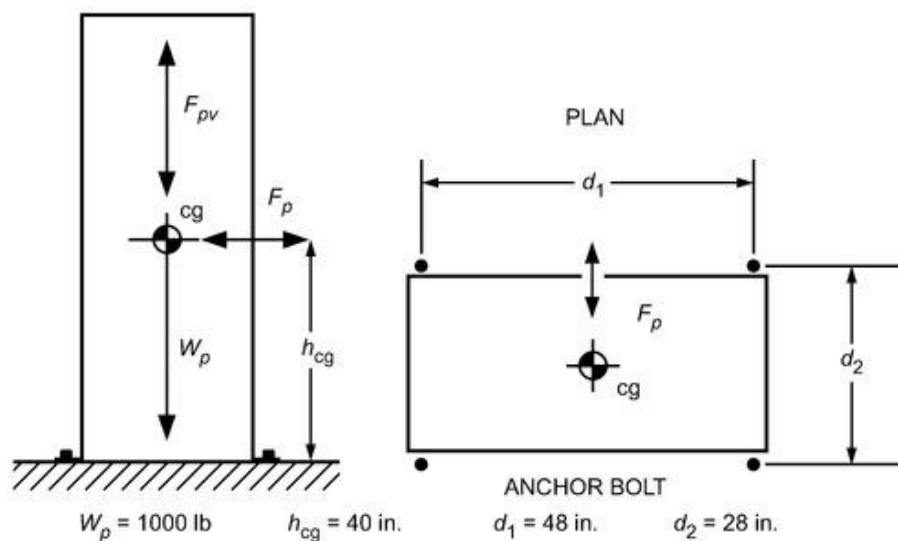 F_pv
F_p
cg
W_p
h_cg
PLAN
d_1
F_p
cg
d_2
ANCHOR BOLT
W_p = 1000 lb h_cg = 40 in. d_1 = 48 in. d_2 = 28 in.